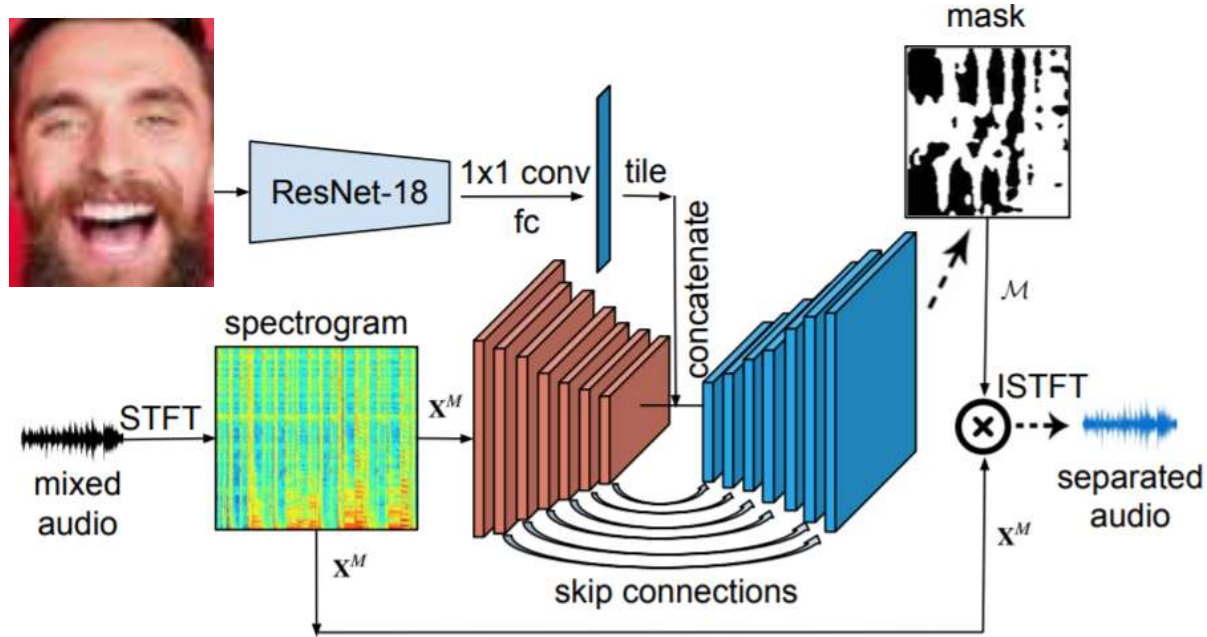 mask
ResNet-18
1x1 conv
fc
tile
concatenate
ℳ
spectrogram
STFT
X^M
ISTFT
mixed
audio
separated
audio
X^M
X^M
skip connections